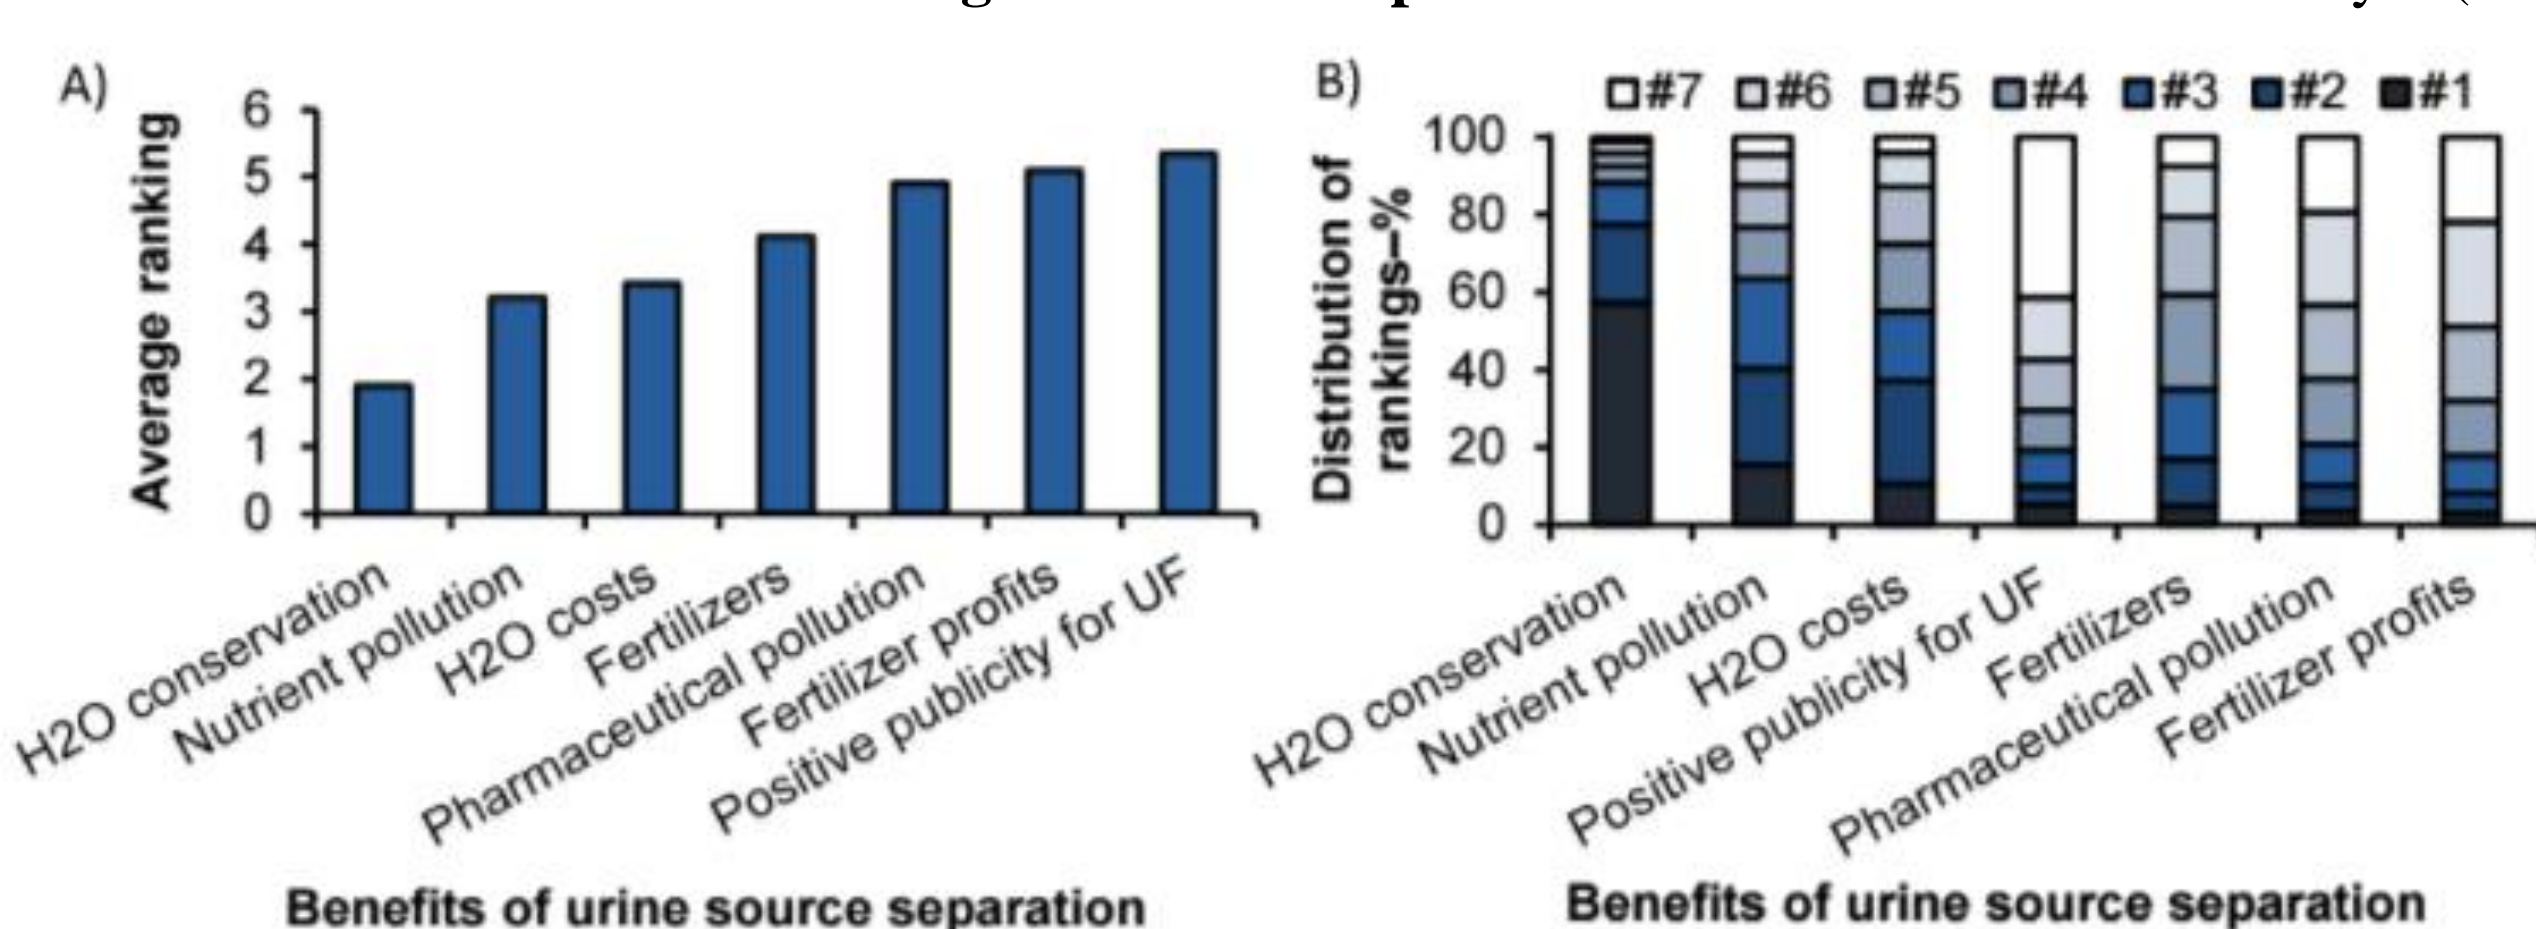 A)
Average ranking
6
5
4
3
2
1
0
H2O conservation
Nutrient pollution
H2O costs
Fertilizers
Pharmaceutical pollution
Fertilizer profits
Positive publicity for UF
Benefits of urine source separation
B)
#7 #6 #5 #4 #3 #2 #1
Distribution of
rankings–%
100
80
60
40
20
0
H2O conservation
Nutrient pollution
H2O costs
Positive publicity for UF
Fertilizers
Pharmaceutical pollution
Fertilizer profits
Benefits of urine source separation